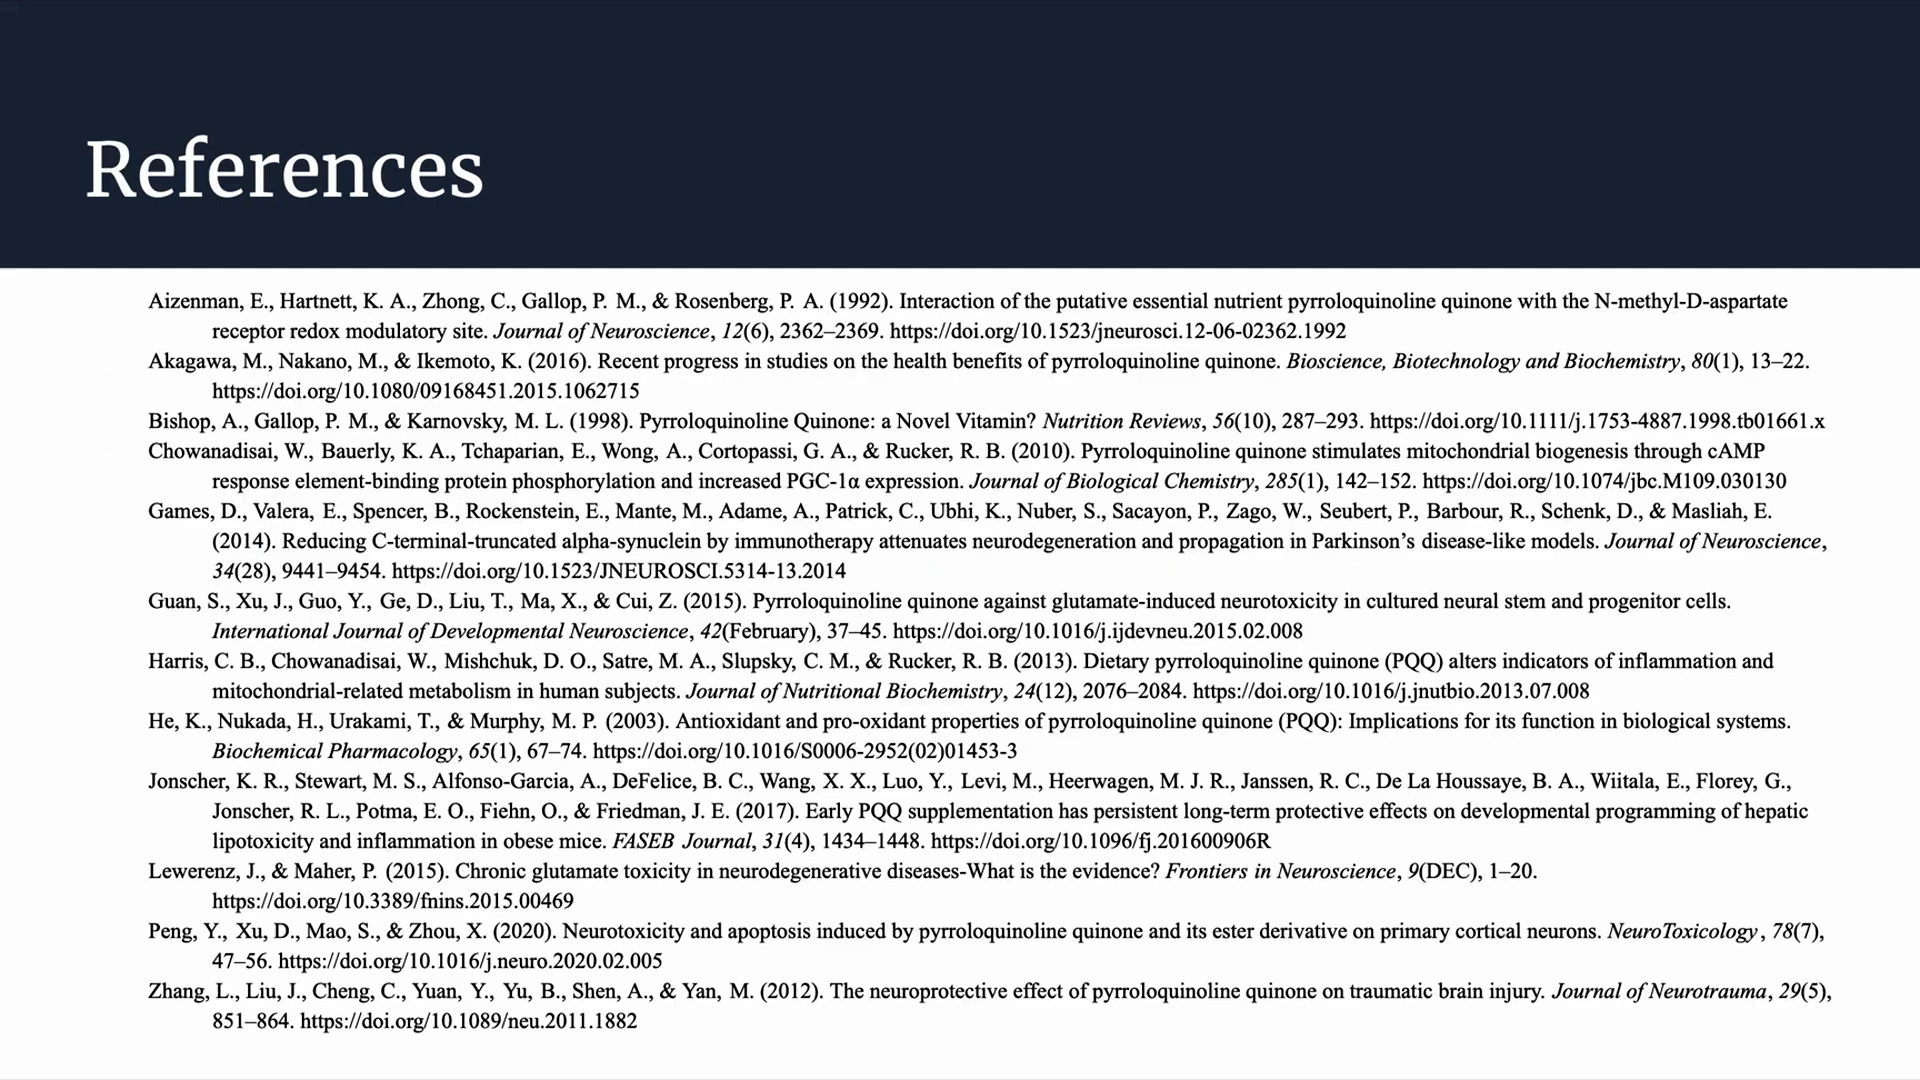 References
Aizenman, E., Hartnett, K. A., Zhong, C., Gallop, P. M., & Rosenberg, P. A. (1992). Interaction of the putative essential nutrient pyrroloquinoline quinone with the N-methyl-D-aspartate
receptor redox modulatory site. Journal of Neuroscience, 12(6), 2362–2369. https://doi.org/10.1523/jneurosci.12-06-02362.1992
Akagawa, M., Nakano, M., & Ikemoto, K. (2016). Recent progress in studies on the health benefits of pyrroloquinoline quinone. Bioscience, Biotechnology and Biochemistry, 80(1), 13–22.
https://doi.org/10.1080/09168451.2015.1062715
Bishop, A., Gallop, P. M., & Karnovsky, M. L. (1998). Pyrroloquinoline Quinone: a Novel Vitamin? Nutrition Reviews, 56(10), 287–293. https://doi.org/10.1111/j.1753-4887.1998.tb01661.x
Chowanadisai, W., Bauerly, K. A., Tchaparian, E., Wong, A., Cortopassi, G. A., & Rucker, R. B. (2010). Pyrroloquinoline quinone stimulates mitochondrial biogenesis through cAMP
response element-binding protein phosphorylation and increased PGC-1α expression. Journal of Biological Chemistry, 285(1), 142–152. https://doi.org/10.1074/jbc.M109.030130
Games, D., Valera, E., Spencer, B., Rockenstein, E., Mante, M., Adame, A., Patrick, C., Ubhi, K., Nuber, S., Sacayon, P., Zago, W., Seubert, P., Barbour, R., Schenk, D., & Masliah, E.
(2014). Reducing C-terminal-truncated alpha-synuclein by immunotherapy attenuates neurodegeneration and propagation in Parkinson’s disease-like models. Journal of Neuroscience,
34(28), 9441–9454. https://doi.org/10.1523/JNEUROSCI.5314-13.2014
Guan, S., Xu, J., Guo, Y., Ge, D., Liu, T., Ma, X., & Cui, Z. (2015). Pyrroloquinoline quinone against glutamate-induced neurotoxicity in cultured neural stem and progenitor cells.
International Journal of Developmental Neuroscience, 42(February), 37–45. https://doi.org/10.1016/j.ijdevneu.2015.02.008
Harris, C. B., Chowanadisai, W., Mishchuk, D. O., Satre, M. A., Slupsky, C. M., & Rucker, R. B. (2013). Dietary pyrroloquinoline quinone (PQQ) alters indicators of inflammation and
mitochondrial-related metabolism in human subjects. Journal of Nutritional Biochemistry, 24(12), 2076–2084. https://doi.org/10.1016/j.jnutbio.2013.07.008
He, K., Nukada, H., Urakami, T., & Murphy, M. P. (2003). Antioxidant and pro-oxidant properties of pyrroloquinoline quinone (PQQ): Implications for its function in biological systems.
Biochemical Pharmacology, 65(1), 67–74. https://doi.org/10.1016/S0006-2952(02)01453-3
Jonscher, K. R., Stewart, M. S., Alfonso-Garcia, A., DeFelice, B. C., Wang, X. X., Luo, Y., Levi, M., Heerwagen, M. J. R., Janssen, R. C., De La Houssaye, B. A., Wiitala, E., Florey, G.,
Jonscher, R. L., Potma, E. O., Fiehn, O., & Friedman, J. E. (2017). Early PQQ supplementation has persistent long-term protective effects on developmental programming of hepatic
lipotoxicity and inflammation in obese mice. FASEB Journal, 31(4), 1434–1448. https://doi.org/10.1096/fj.201600906R
Lewerenz, J., & Maher, P. (2015). Chronic glutamate toxicity in neurodegenerative diseases-What is the evidence? Frontiers in Neuroscience, 9(DEC), 1–20.
https://doi.org/10.3389/fnins.2015.00469
Peng, Y., Xu, D., Mao, S., & Zhou, X. (2020). Neurotoxicity and apoptosis induced by pyrroloquinoline quinone and its ester derivative on primary cortical neurons. NeuroToxicology, 78(7),
47–56. https://doi.org/10.1016/j.neuro.2020.02.005
Zhang, L., Liu, J., Cheng, C., Yuan, Y., Yu, B., Shen, A., & Yan, M. (2012). The neuroprotective effect of pyrroloquinoline quinone on traumatic brain injury. Journal of Neurotrauma, 29(5),
851–864. https://doi.org/10.1089/neu.2011.1882